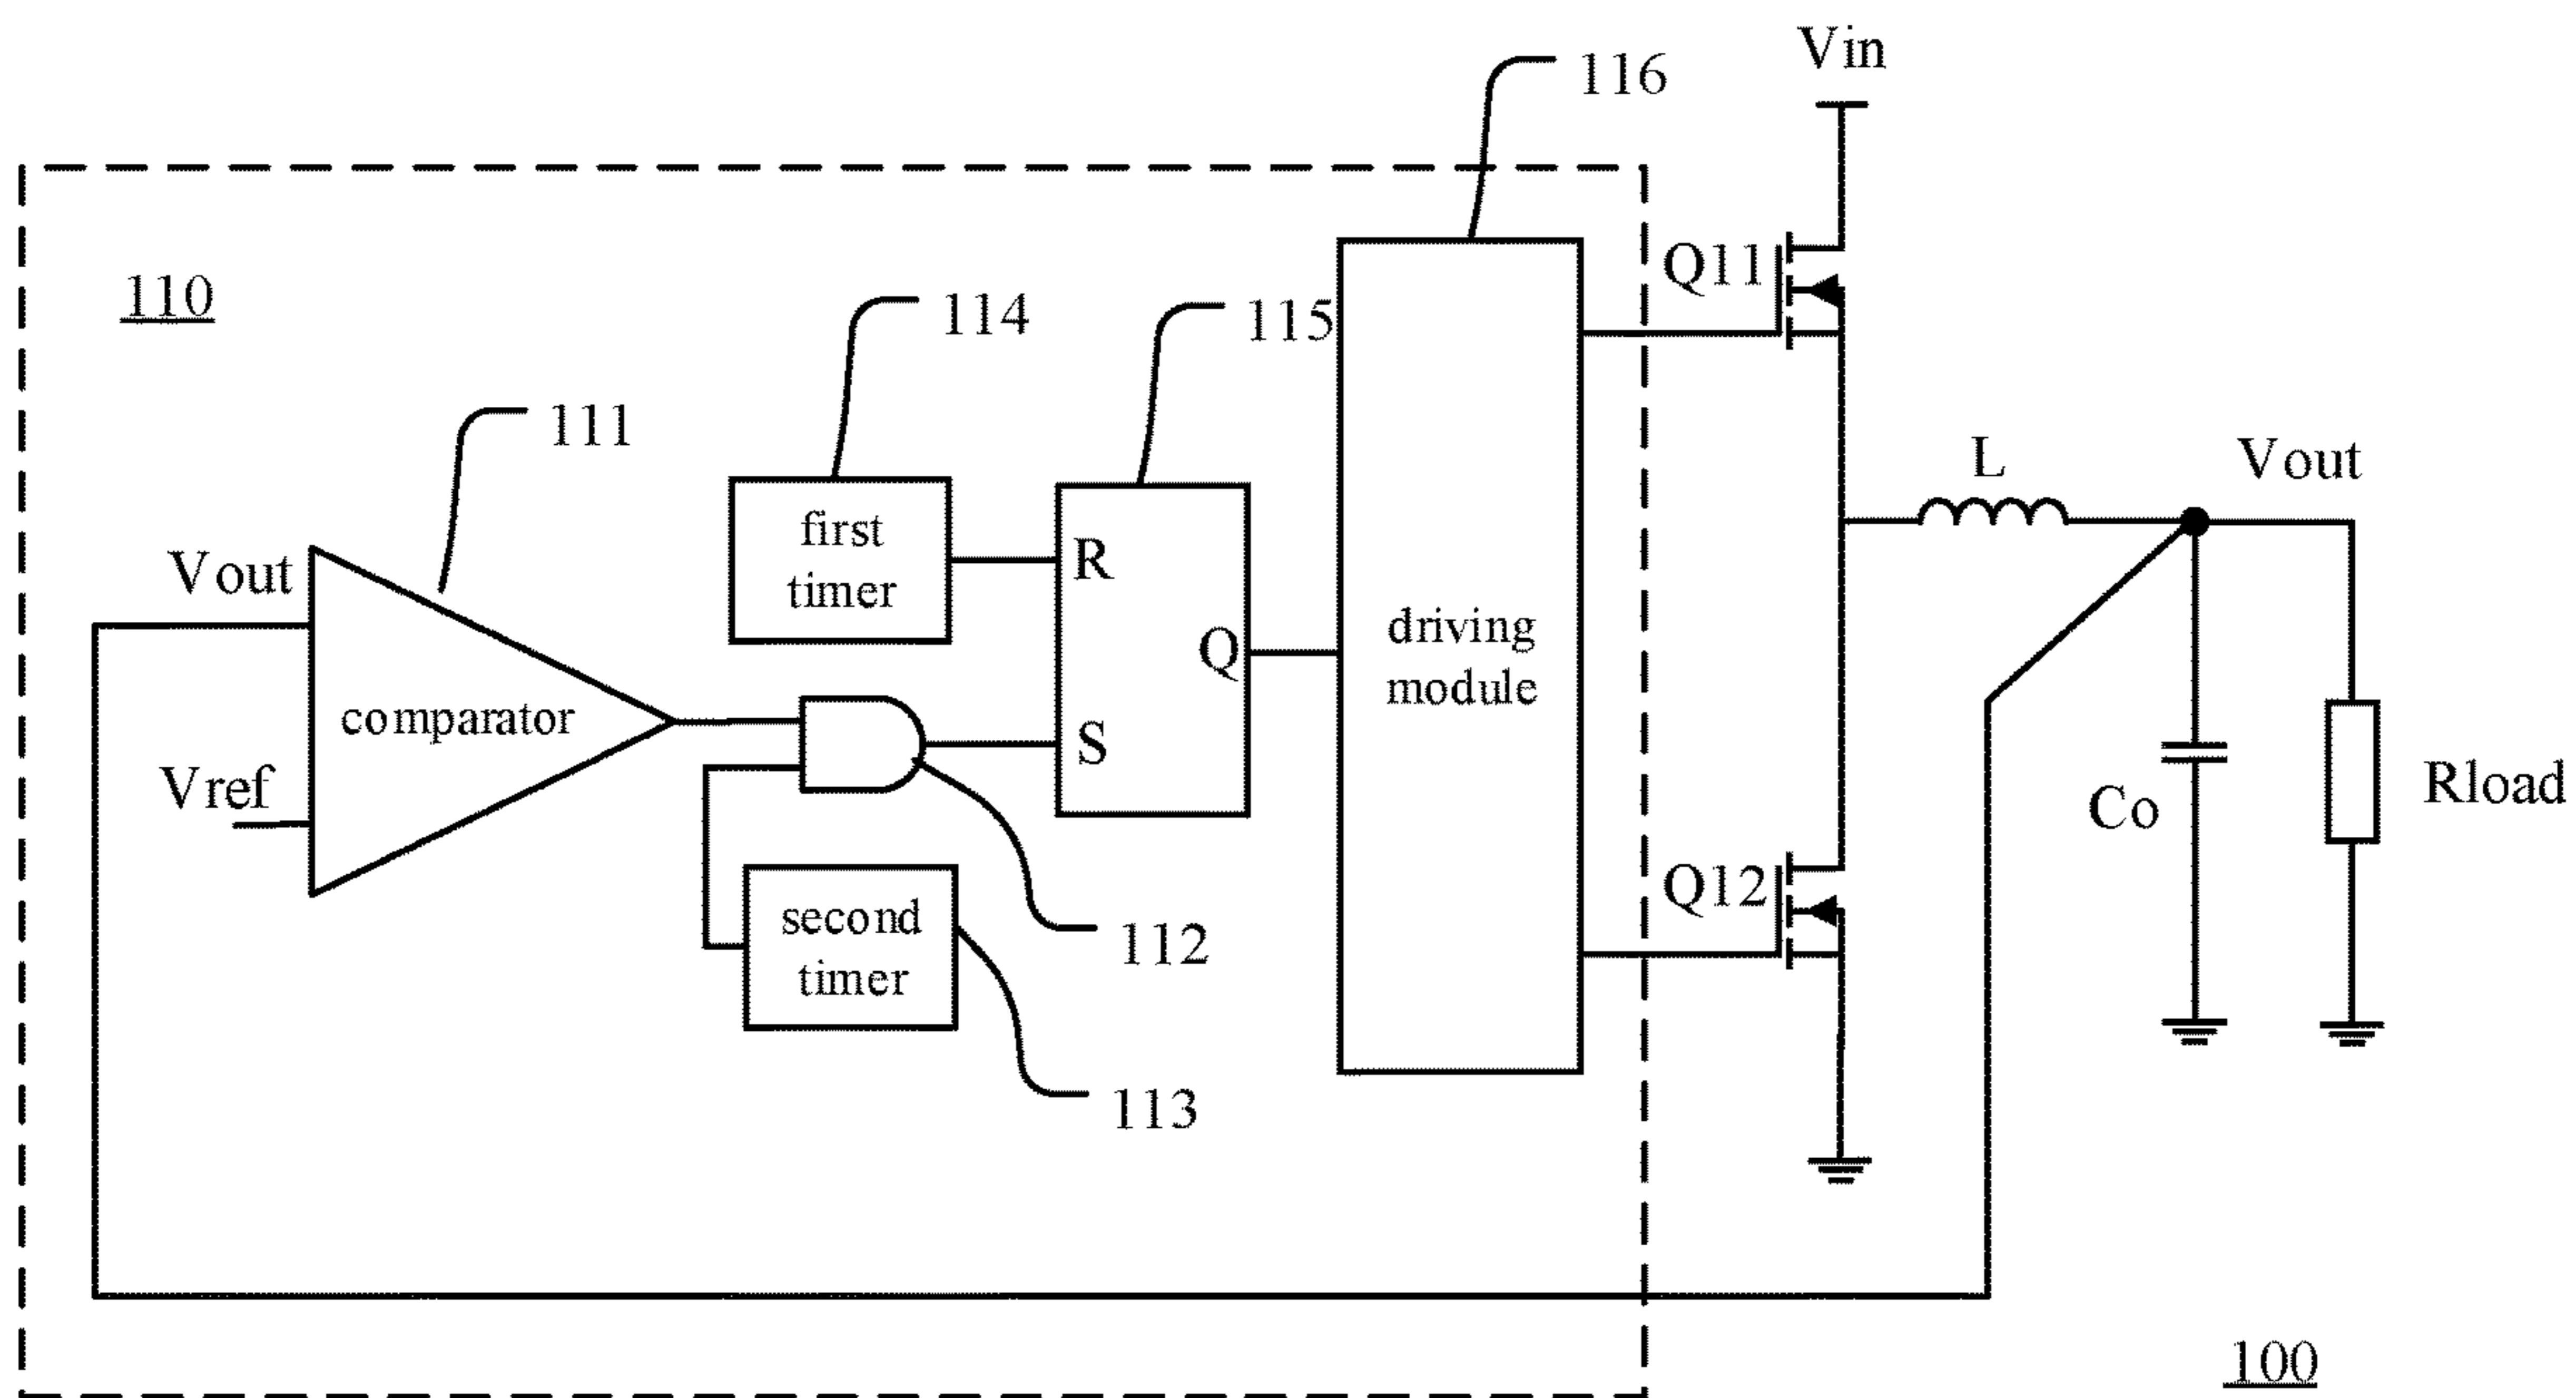 Vin
116
Q11
110
114
115
111
first
timer
L
Vout
Vout
R
driving
module
Q
comparator
S
Vref
Co
Rload
Q12
second
timer
112
113
100